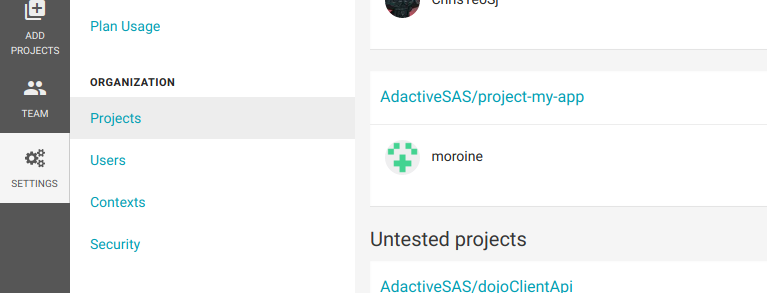 ADD
PROJECTS
TEAM
SETTINGS
Plan Usage
ORGANIZATION
Projects
Users
Contexts
Security
ChrisTeoSj
AdactiveSAS/project-my-app
moroine
Untested projects
AdactiveSAS/dojoClientApi